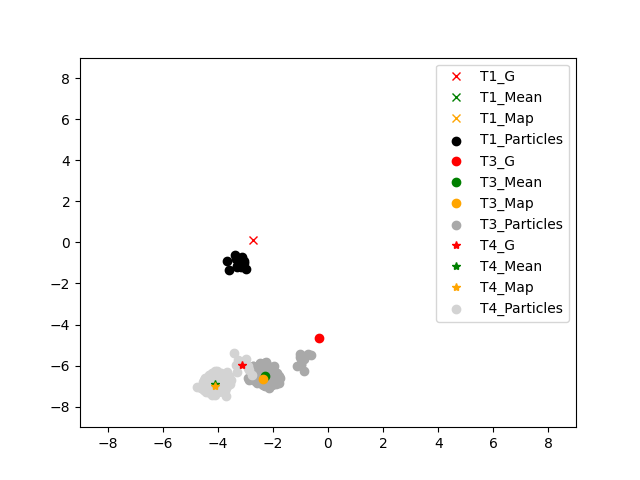 8
6
4
2
0
−2
−4
−6
−8
−8 −6 −4 −2 0 2 4 6 8
T1_G
T1_Mean
T1_Map
T1_Particles
T3_G
T3_Mean
T3_Map
T3_Particles
T4_G
T4_Mean
T4_Map
T4_Particles